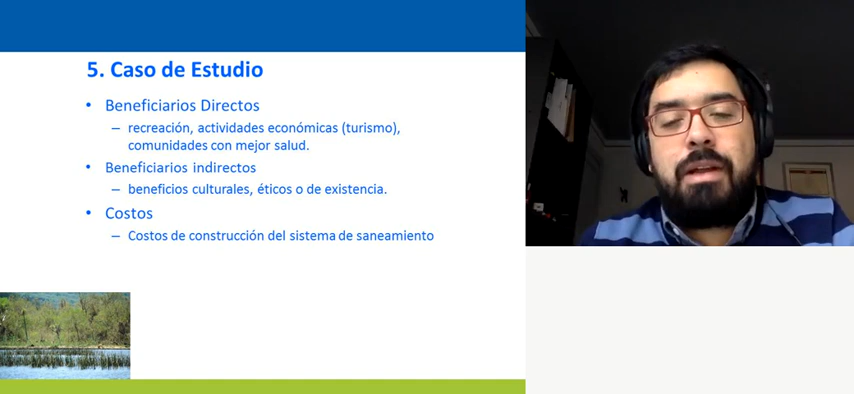 5. Caso de Estudio
• Beneficiarios Directos
– recreación, actividades económicas (turismo),
comunidades con mejor salud.
• Beneficiarios indirectos
– beneficios culturales, éticos o de existencia.
• Costos
– Costos de construcción del sistema de saneamiento